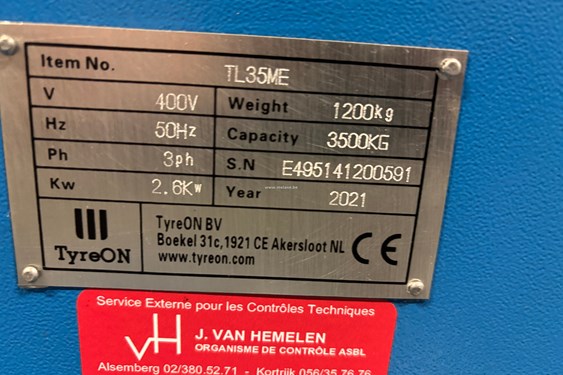 Item No. TL35ME
V 400V Weight 1200kg
Hz 50Hz Capacity 3500KG
Ph 3ph S.N E495141200591
Kw 2.6Kw Year 2021
TyreON
TyreON BV
Boekel 31c,1921 CE Akersloot NL
www.tyreon.com
CE
Service Externe pour les Contrôles Techniques
vH J. VAN HEMELEN
ORGANISME DE CONTRÔLE ASBL
Alsemberg 02/380.52.71 - Kortrijk 056/35.76.76